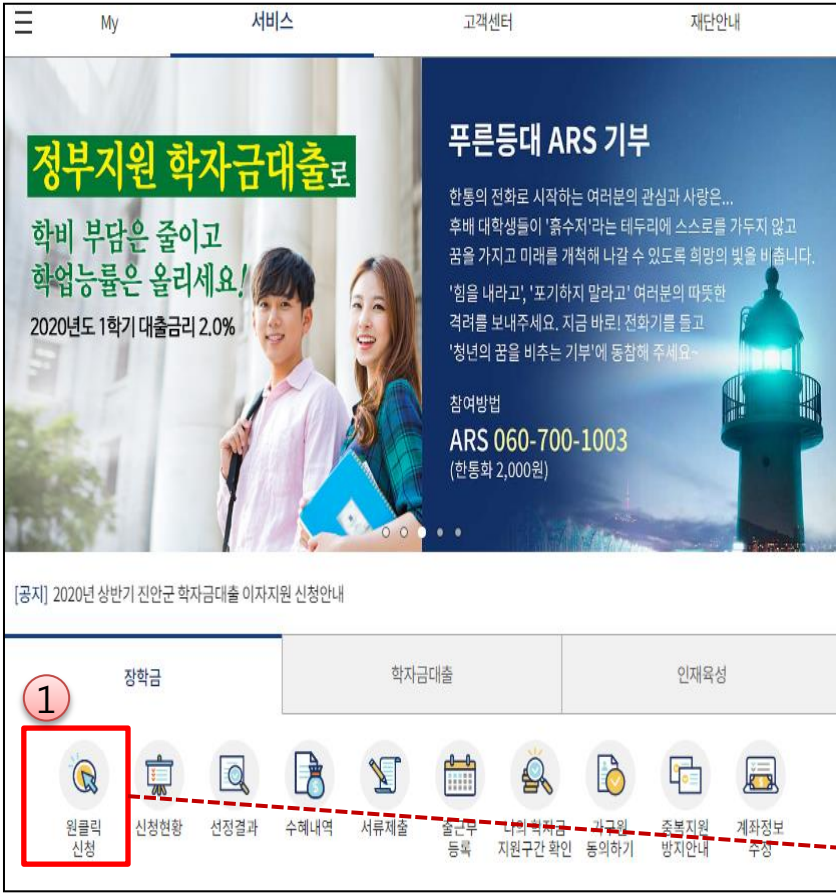 My
서비스
고객센터
재단안내
정부지원 학자금대출로
학비 부담은 줄이고
학업능률은 올리세요!
2020년도 1학기 대출금리 2.0%
푸른등대 ARS 기부
한통의 전화로 시작하는 여러분의 관심과 사랑은...
후배 대학생들이 '흙수저'라는 테두리에 스스로를 가두지 않고
꿈을 가지고 미래를 개척해 나갈 수 있도록 희망의 빛을 비춥니다.
'힘을 내라고', '포기하지 말라고' 여러분의 따뜻한
격려를 보내주세요. 지금 바로! 전화기를 들고
'청년의 꿈을 비추는 기부'에 동참해 주세요~
참여방법
ARS 060-700-1003
(한통화 2,000원)
[공지] 2020년 상반기 진안군 학자금대출 이자지원 신청안내
장학금
학자금대출
인재육성
1
원클릭
신청
신청현황
선정결과
수혜내역
서류제출
출근부
등록
나의 학자금
지원구간 확인
가구원
동의하기
중복지원
방지안내
계좌정보
수정